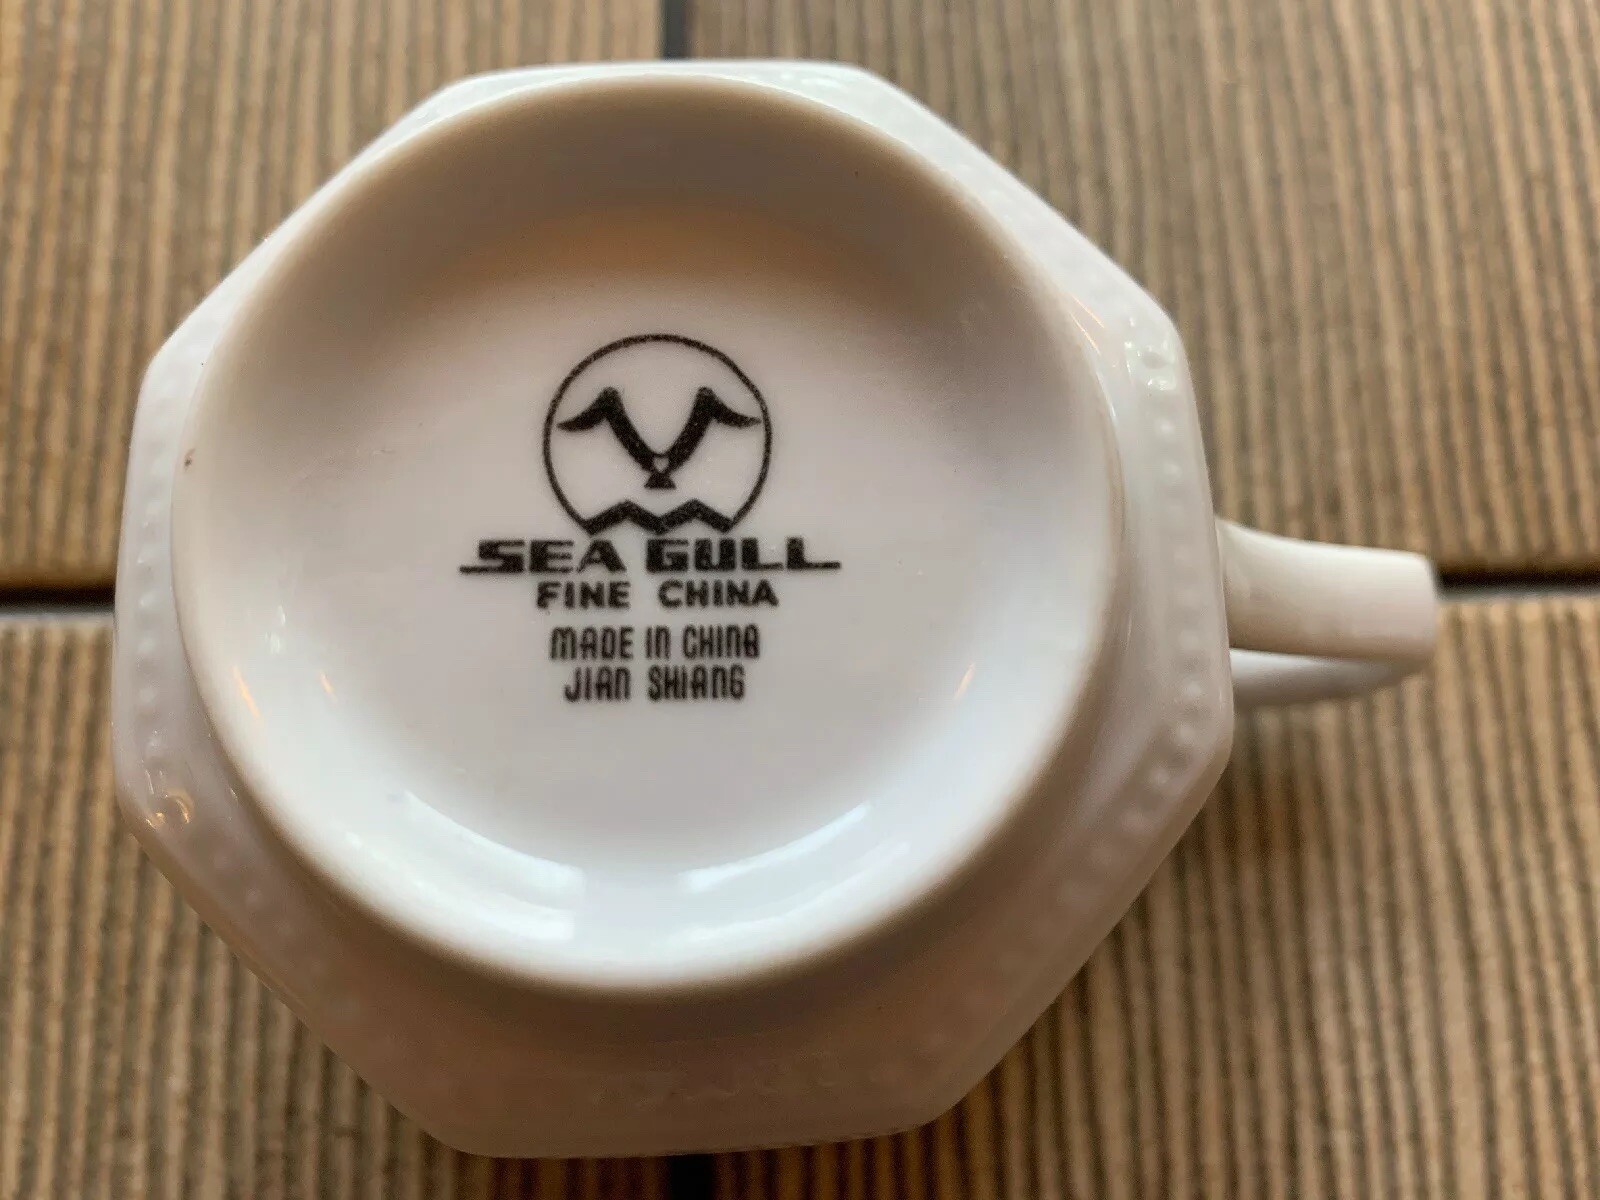 SEA GULL
FINE CHINA
MADE IN CHINA
JIAN SHIANG